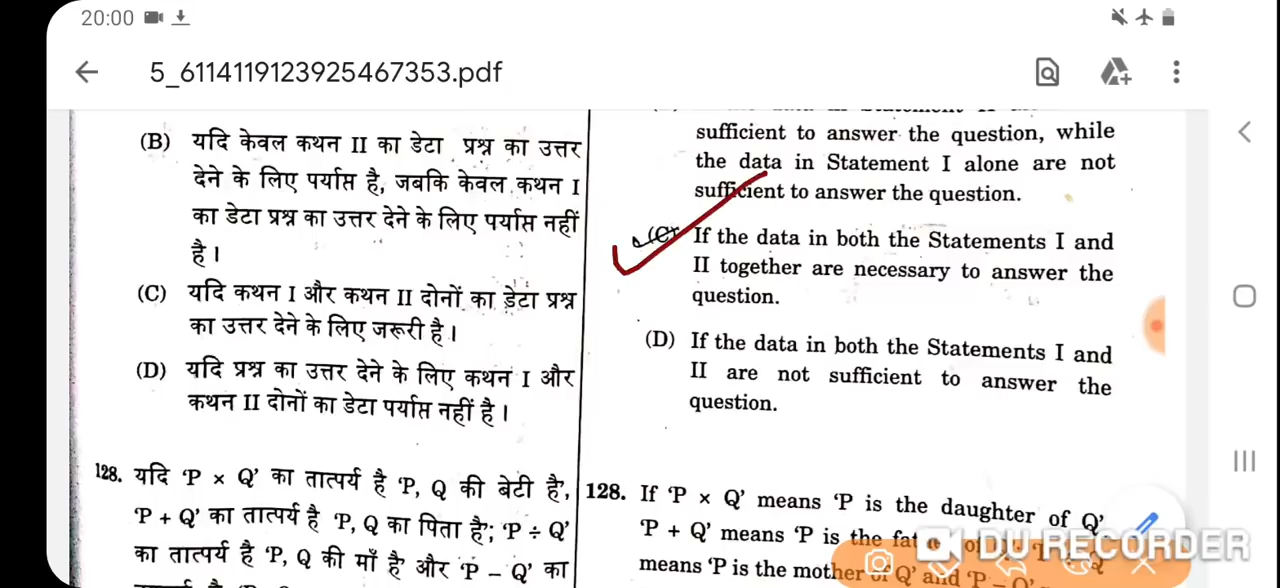 20:00
5_6114119123925467353.pdf
(B) यदि केवल कथन II का डेटा प्रश्न का उत्तर
देने के लिए पर्याप्त है, जबकि केवल कथन I
का डेटा प्रश्न का उत्तर देने के लिए पर्याप्त नहीं
है ।
(C) यदि कथन I और कथन II दोनों का डेटा प्रश्न
का उत्तर देने के लिए जरूरी है ।
(D) यदि प्रश्न का उत्तर देने के लिए कथन I और
कथन II दोनों का डेटा पर्याप्त नहीं है ।
128. यदि ‘P × Q’ का तात्पर्य है ‘P, Q की बेटी है’,
‘P + Q’ का तात्पर्य है ‘P, Q का पिता है’; ‘P ÷ Q’
का तात्पर्य है ‘P, Q की माँ है’ और ‘P – Q’ का
sufficient to answer the question, while
the data in Statement I alone are not
sufficient to answer the question.
(C) If the data in both the Statements I and
II together are necessary to answer the
question.
(D) If the data in both the Statements I and
II are not sufficient to answer the
question.
128. If ‘P × Q’ means ‘P is the daughter of Q’,
‘P + Q’ means ‘P is the
means ‘P is the mother of Q’ and ‘P – Q’
DU RECORDER